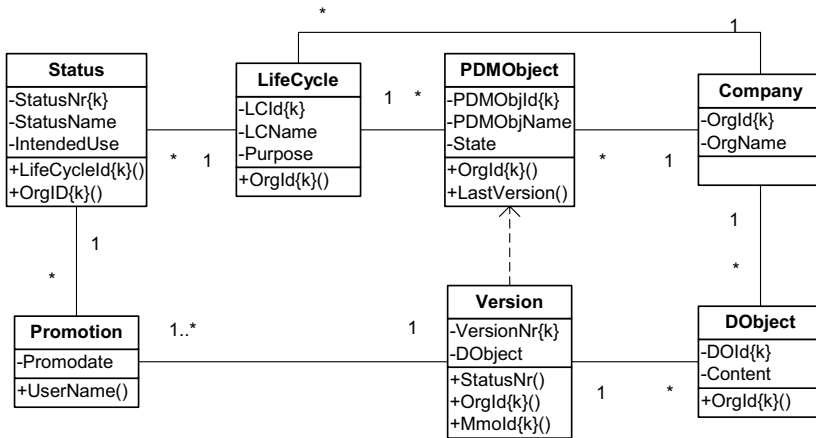 *
1
Status
-StatusNr{k}
-StatusName
-IntendedUse
+LifeCycleId{k}()
+OrgID{k}()
*
1
LifeCycle
-LCId{k}
-LCName
-Purpose
+OrgId{k}()
1
*
PDMObject
-PDMObjId{k}
-PDMObjName
-State
+OrgId{k}()
+LastVersion()
*
1
Company
-OrgId{k}
-OrgName
1
*
1
*
Promotion
-Promodate
+UserName()
1..*
1
Version
-VersionNr{k}
-DObject
+StatusNr()
+OrgId{k}()
+MmoId{k}()
1
*
DObject
-DOId{k}
-Content
+OrgId{k}()